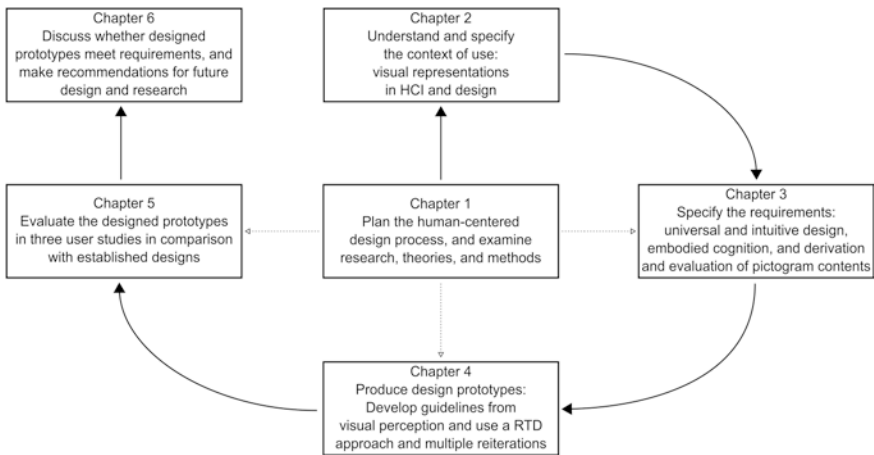 Chapter 6
Discuss whether designed
prototypes meet requirements, and
make recommendations for future
design and research
Chapter 2
Understand and specify
the context of use:
visual representations
in HCI and design
Chapter 5
Evaluate the designed prototypes
in three user studies in comparison
with established designs
Chapter 1
Plan the human-centered
design process, and examine
research, theories, and methods
Chapter 3
Specify the requirements:
universal and intuitive design,
embodied cognition, and derivation
and evaluation of pictogram contents
Chapter 4
Produce design prototypes:
Develop guidelines from
visual perception and use a RTD
approach and multiple reiterations